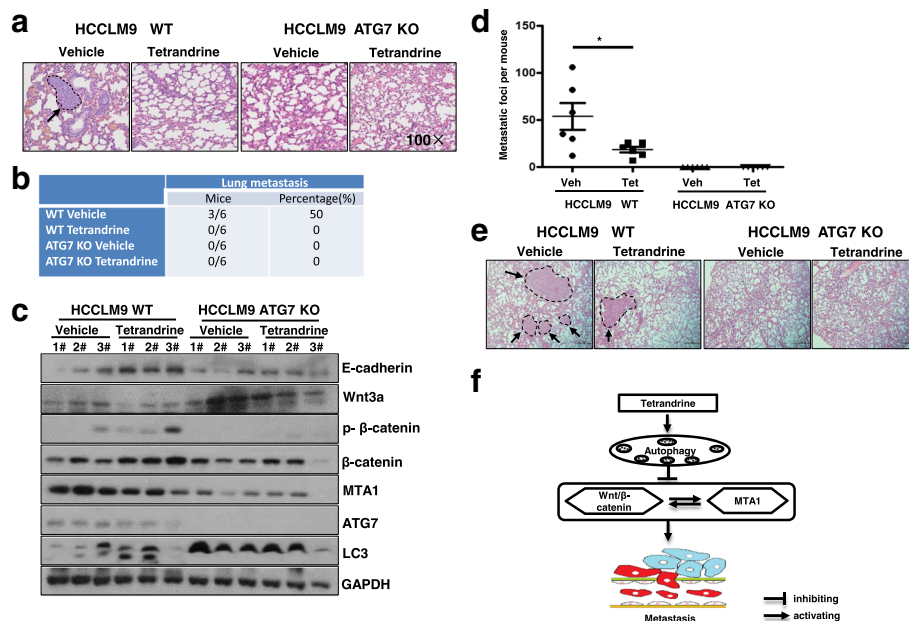 a
HCCLM9 WT
HCCLM9 ATG7 KO
Vehicle
Tetrandrine
Vehicle
Tetrandrine
100×
b
Lung metastasis
Mice
Percentage(%)
WT Vehicle
3/6
50
WT Tetrandrine
0/6
0
ATG7 KO Vehicle
0/6
0
ATG7 KO Tetrandrine
0/6
0
c
HCCLM9 WT
HCCLM9 ATG7 KO
Vehicle
Tetrandrine
Vehicle
Tetrandrine
1# 2# 3# 1# 2# 3# 1# 2# 3# 1# 2# 3#
E-cadherin
Wnt3a
p- β-catenin
β-catenin
MTA1
ATG7
LC3
GAPDH
d
Metastatic foci per mouse
150
100
50
0
*
Veh
Tet
Veh
Tet
HCCLM9 WT
HCCLM9 ATG7 KO
e
HCCLM9 WT
HCCLM9 ATG7 KO
Vehicle
Tetrandrine
Vehicle
Tetrandrine
f
Tetrandrine
Autophagy
Wnt/β-
catenin
MTA1
Metastasis
inhibiting
activating